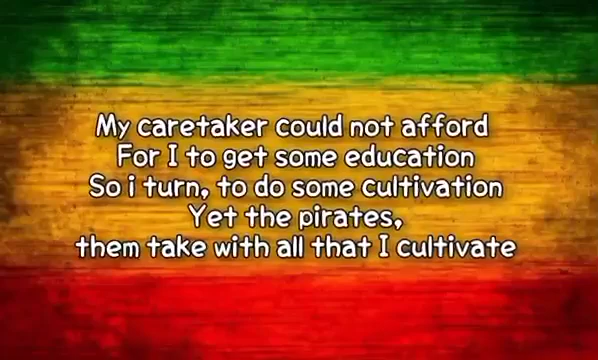 My caretaker could not afford
For I to get some education
So i turn, to do some cultivation
Yet the pirates,
them take with all that I cultivate